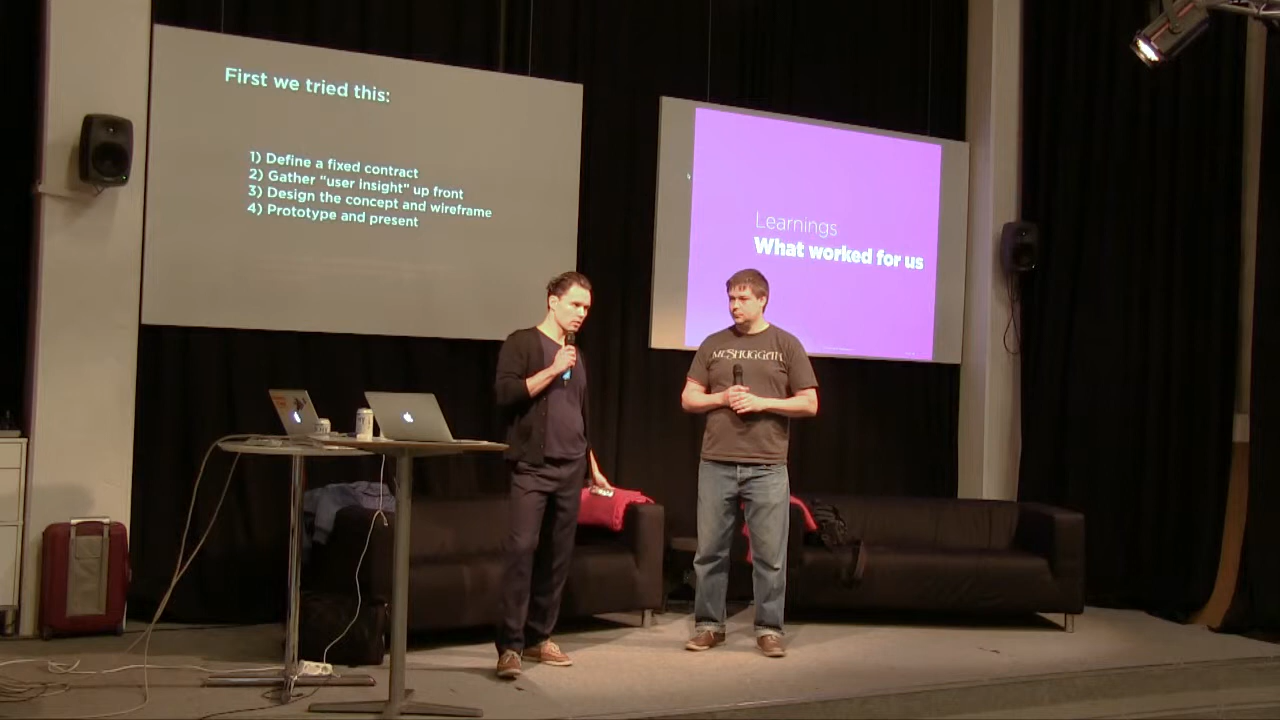 First we tried this:
1) Define a fixed contract
2) Gather "user insight" up front
3) Design the concept and wireframe
4) Prototype and present
Learnings
What worked for us
MESHUGGAH